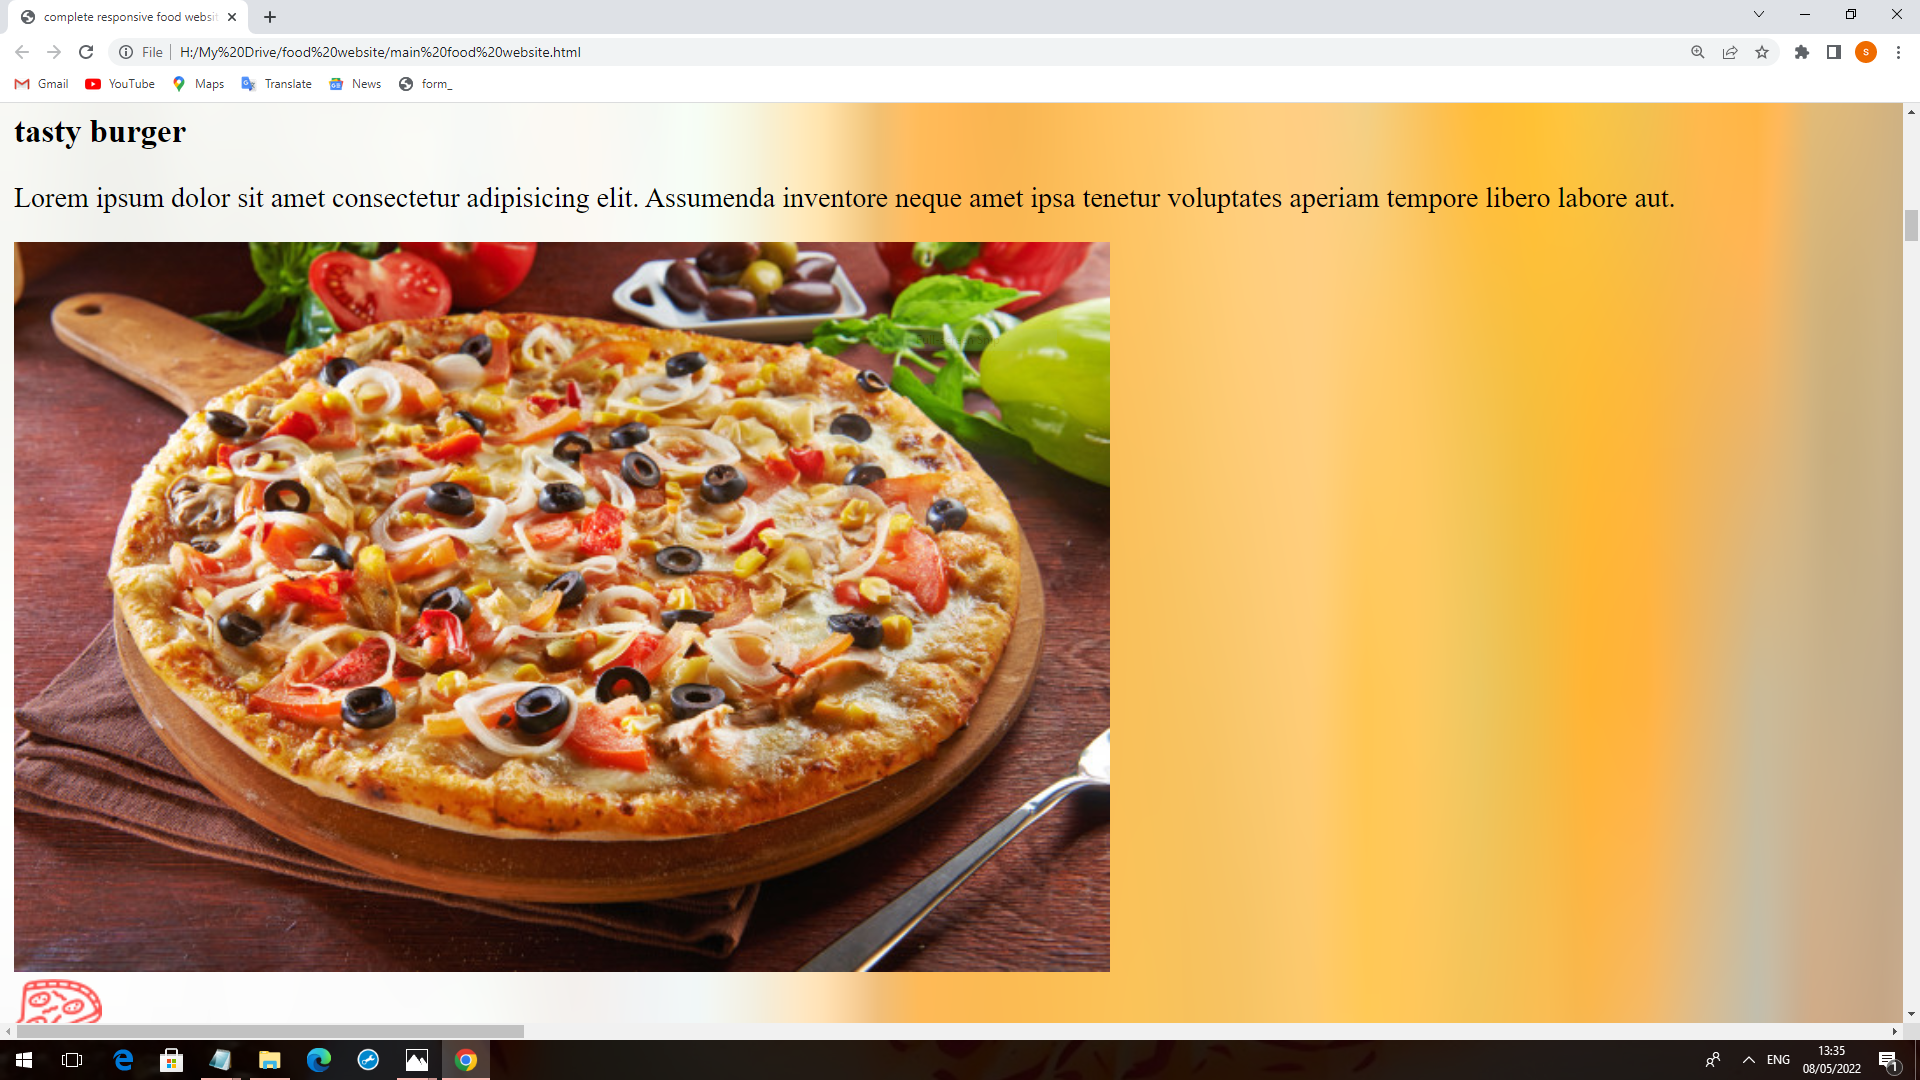 complete responsive food websit
File
H:/My%20Drive/food%20website/main%20food%20website.html
S
Gmail YouTube Maps Translate News form_
tasty burger
Lorem ipsum dolor sit amet consectetur adipisicing elit. Assumenda inventore neque amet ipsa tenetur voluptates aperiam tempore libero labore aut.
ENG
13:35
08/05/2022
1